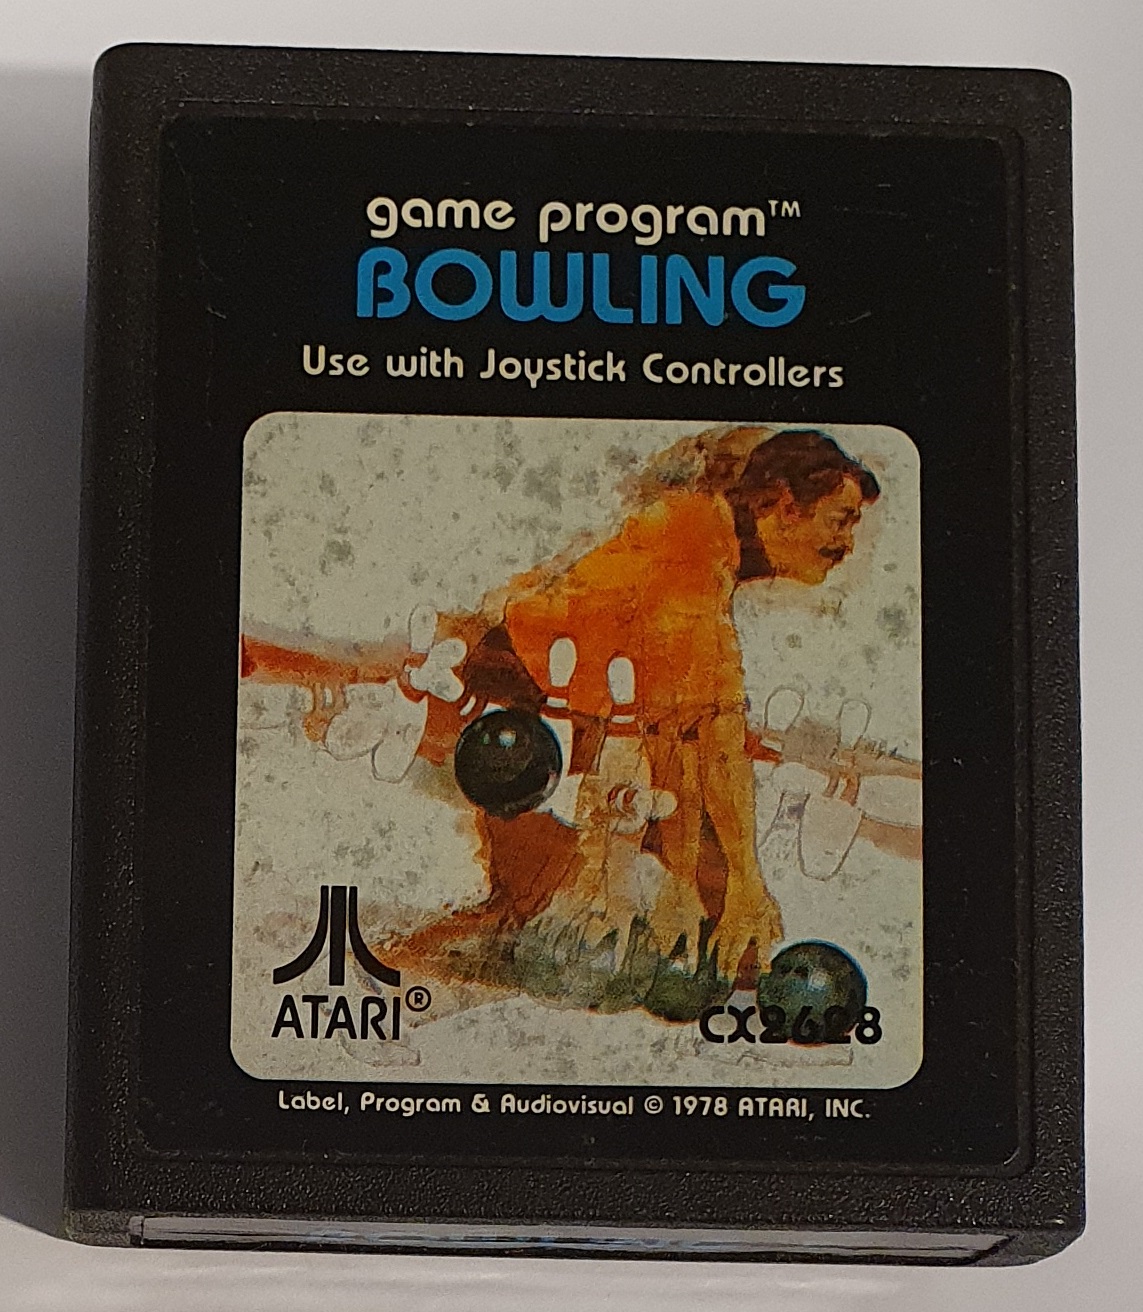 game program™
BOWLING
Use with Joystick Controllers
ATARI®
CX2628
Label, Program & Audiovisual © 1978 ATARI, INC.